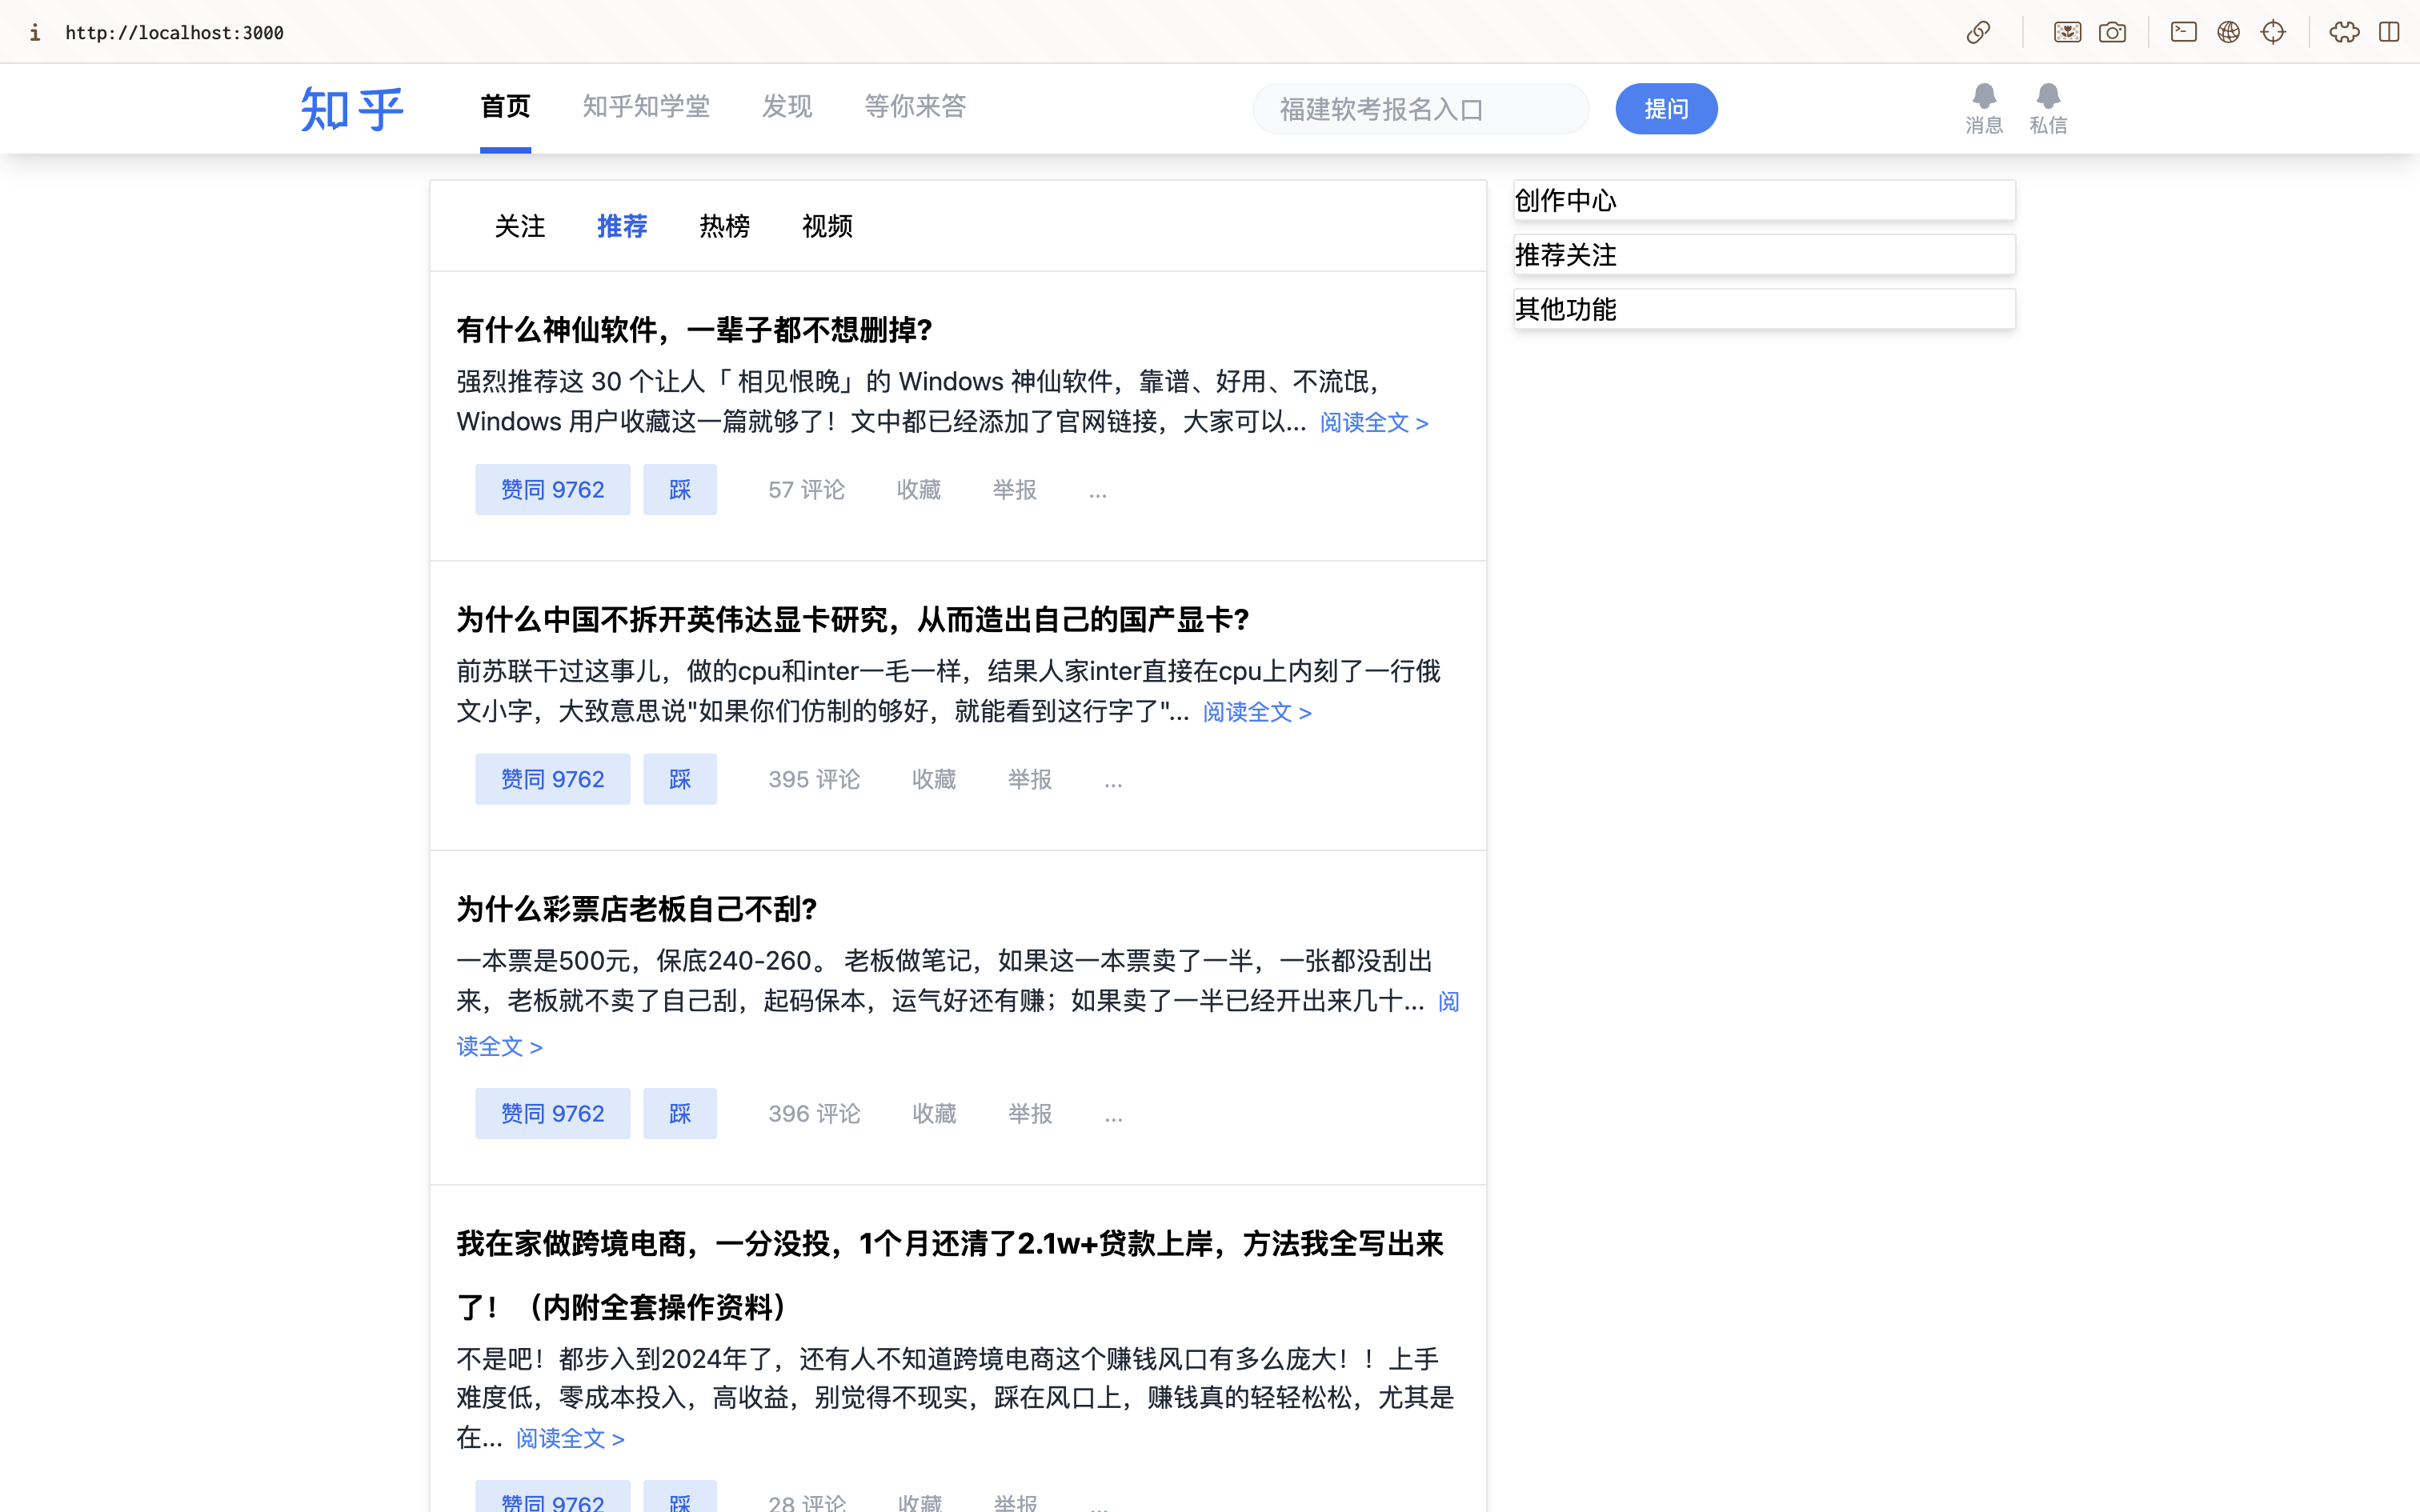 http://localhost:3000
知乎
首页 知乎知学堂 发现 等你来答 福建软考报名入口 提问 消息 私信
关注 推荐 热榜 视频
有什么神仙软件，一辈子都不想删掉?
强烈推荐这 30 个让人「 相见恨晚」的 Windows 神仙软件，靠谱、好用、不流氓，
Windows 用户收藏这一篇就够了！文中都已经添加了官网链接，大家可以... 阅读全文 >
赞同 9762 踩 57 评论 收藏 举报 ...
为什么中国不拆开英伟达显卡研究，从而造出自己的国产显卡?
前苏联干过这事儿，做的cpu和inter一毛一样，结果人家inter直接在cpu上内刻了一行俄
文小字，大致意思说"如果你们仿制的够好，就能看到这行字了"... 阅读全文 >
赞同 9762 踩 395 评论 收藏 举报 ...
为什么彩票店老板自己不刮?
一本票是500元，保底240-260。 老板做笔记，如果这一本票卖了一半，一张都没刮出
来，老板就不卖了自己刮，起码保本，运气好还有赚；如果卖了一半已经开出来几十... 阅
读全文 >
赞同 9762 踩 396 评论 收藏 举报 ...
我在家做跨境电商，一分没投，1个月还清了2.1w+贷款上岸，方法我全写出来
了！（内附全套操作资料）
不是吧！都步入到2024年了，还有人不知道跨境电商这个赚钱风口有多么庞大！！上手
难度低，零成本投入，高收益，别觉得不现实，踩在风口上，赚钱真的轻轻松松，尤其是
在... 阅读全文 >
赞同 9762 踩 28 评论 收藏 举报 ...
创作中心
推荐关注
其他功能